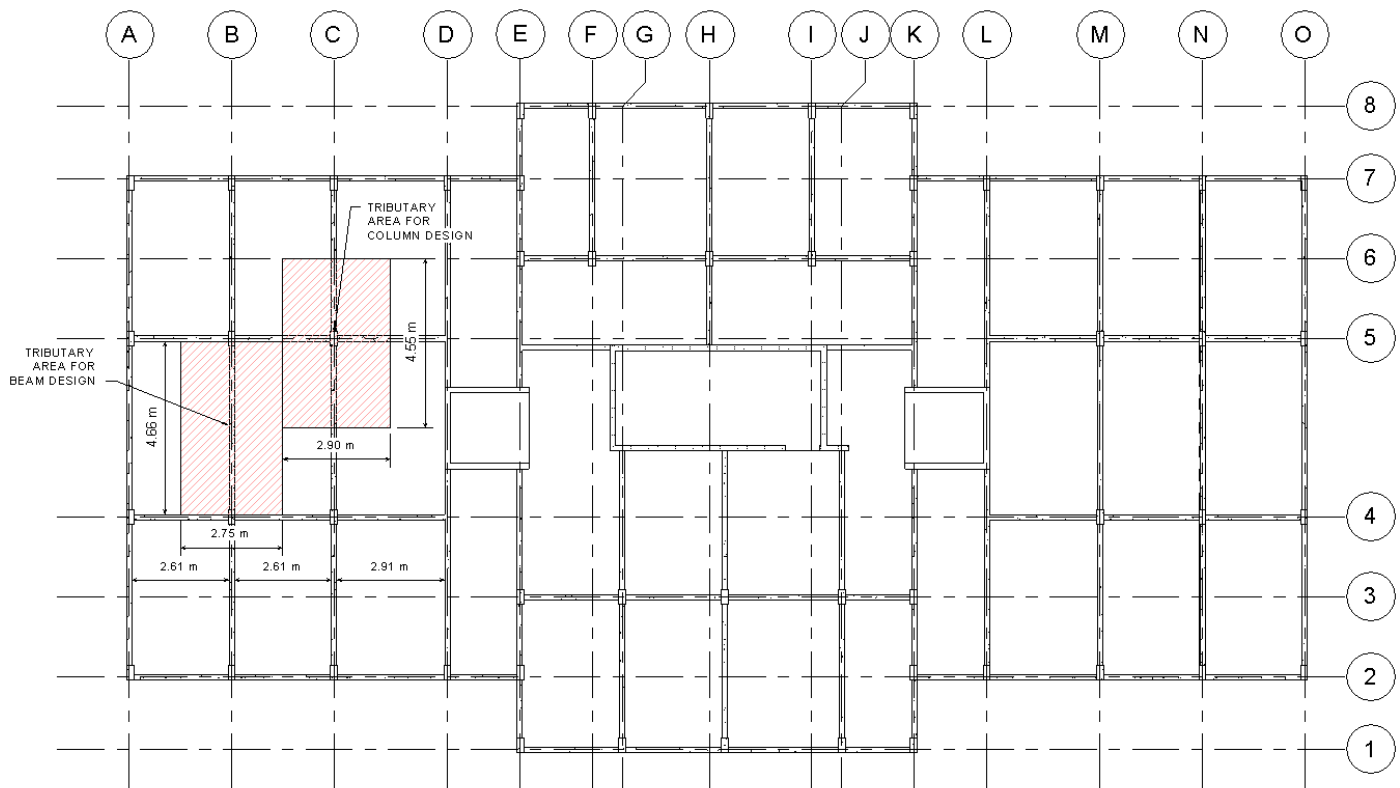 A
B
C
D
E
F
G
H
I
J
K
L
M
N
O
8
7
TRIBUTARY
AREA FOR
COLUMN DESIGN
6
5
4.55 m
TRIBUTARY
AREA FOR
BEAM DESIGN
4.66 m
2.90 m
4
2.75 m
2.61 m
2.61 m
2.91 m
3
2
1